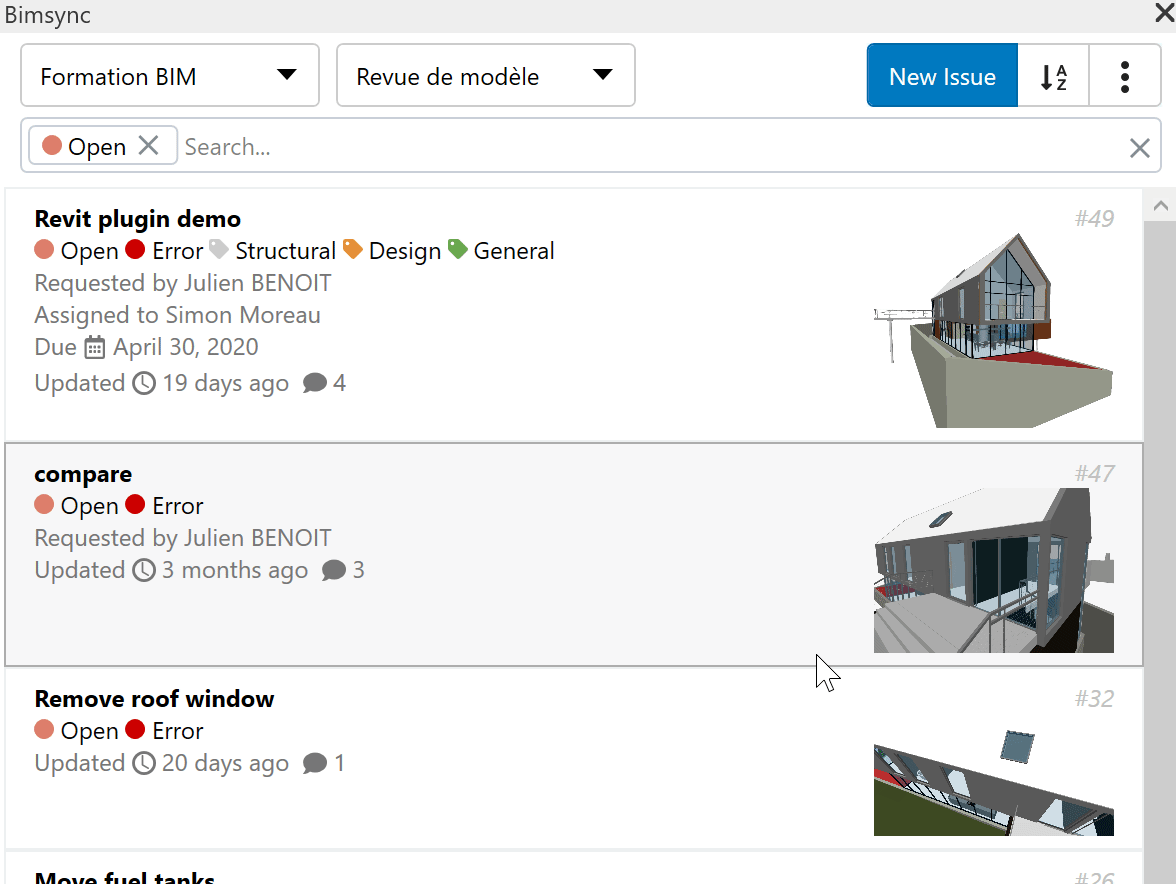 Bimsync
Formation BIM
Revue de modèle
New Issue
A
Z
Open
Search...
Revit plugin demo
#49
Open Error Structural Design General
Requested by Julien BENOIT
Assigned to Simon Moreau
Due April 30, 2020
Updated 19 days ago 4
compare
#47
Open Error
Requested by Julien BENOIT
Updated 3 months ago 3
Remove roof window
#32
Open Error
Updated 20 days ago 1
Move fuel tanks
#26